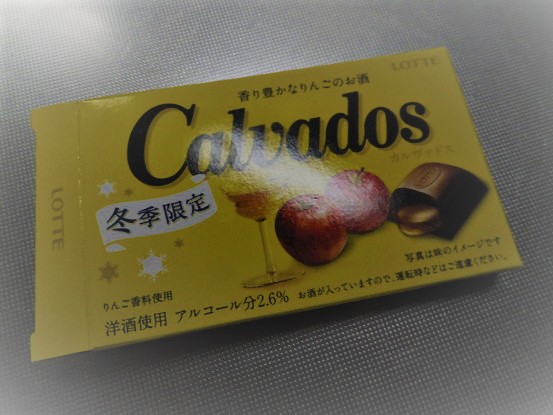 LOTTE
香り豊かなりんごのお酒
Calvados
カルヴァドス
冬季限定
LOTTE
写真は味のイメージです
りんご香料使用
洋酒使用 アルコール分2.6% お酒が入っていますので、運転時などはご遠慮ください。